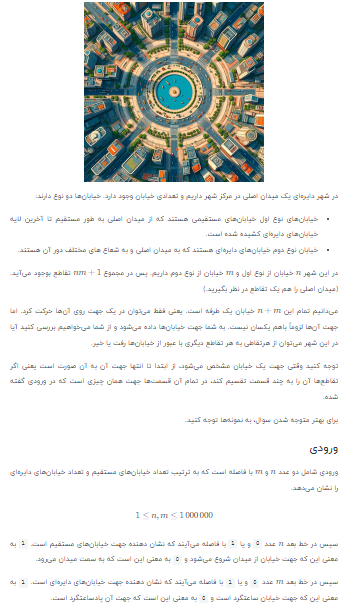 در شهر دایره‌ای یک میدان اصلی در مرکز شهر داریم و تعدادی خیابان وجود دارد. خیابان‌ها دو نوع دارند:
خیابان‌های نوع اول خیابان‌های مستقیمی هستند که از میدان اصلی به طور مستقیم تا آخرین لایه
خیابان‌های دایره‌ای کشیده شده است.
خیابان نوع دوم خیابان‌های دایره‌ای هستند که به میدان اصلی و به شعاع های مختلف دور آن هستند.
در این شهر n خیابان از نوع اول و m خیابان از نوع دوم داریم. پس در مجموع nm + 1 تقاطع بوجود می‌آید.
(میدان اصلی را هم یک تقاطع در نظر بگیرید.)
می‌دانیم تمام این n + m خیابان یک طرفه است. یعنی فقط می‌توان در یک جهت روی آن‌ها حرکت کرد. اما
جهت آن‌ها لزوماً باهم یکسان نیست. به شما جهت خیابان‌ها داده می‌شود و از شما می‌خواهیم بررسی کنید آیا
در این شهر می‌توان از هرتقاطعی به هر تقاطع دیگری با عبور از خیابان‌ها رفت یا خیر.
توجه کنید وقتی جهت یک خیابان مشخص می‌شود، از ابتدا تا انتها جهت آن به آن صورت است یعنی اگر
تقاطع‌ها آن را به چند قسمت تقسیم کند، در تمام آن قسمت‌ها جهت همان چیزی است که در ورودی گفته
شده.
برای بهتر متوجه شدن سوال، به نمونه‌ها توجه کنید.
ورودی
ورودی شامل دو عدد n و m با فاصله است که به ترتیب تعداد خیابان‌های مستقیم و تعداد خیابان‌های دایره‌ای
را نشان می‌دهد.
1 ≤ n, m ≤ 1 000 000
سپس در خط بعد n عدد 0 و یا 1 با فاصله می‌آیند که نشان دهنده جهت خیابان‌های مستقیم است. 1 به
معنی این که جهت خیابان از میدان شروع می‌شود و 0 به معنی این است که به سمت میدان می‌رود.
سپس در خط بعد m عدد 0 و یا 1 با فاصله می‌آیند که نشان دهنده جهت خیابان‌های دایره‌ای است. 1 به
معنی این که جهت خیابان ساعتگرد است و 0 به معنی این است که جهت آن پادساعتگرد است.